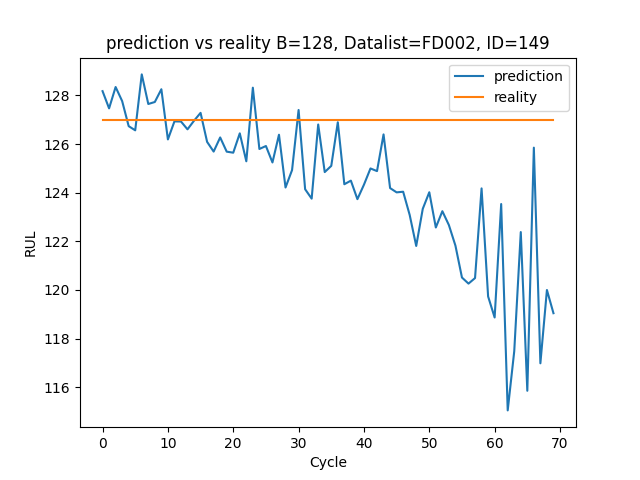 prediction vs reality B=128, Datalist=FD002, ID=149
prediction
reality
128
126
124
122
120
118
116
RUL
0 10 20 30 40 50 60 70
Cycle